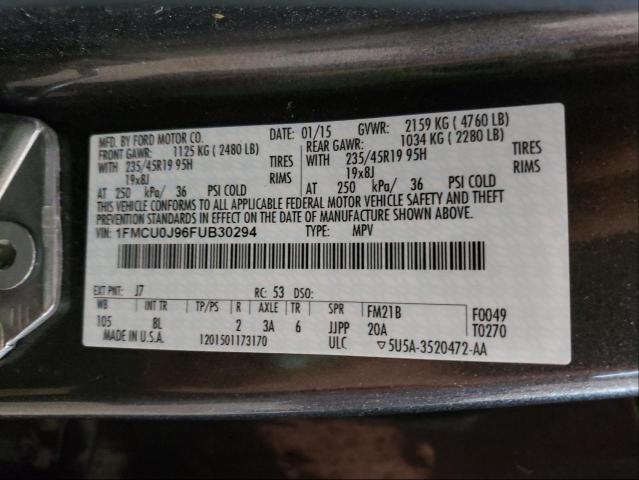 MFD. BY FORD MOTOR CO.
DATE: 01/15 GVWR: 2159 KG ( 4760 LB)
FRONT GAWR: 1125 KG ( 2480 LB)
REAR GAWR: 1034 KG ( 2280 LB)
WITH 235/45R19 95H TIRES
WITH 235/45R19 95H TIRES
19x8J RIMS
19x8J RIMS
AT 250 kPa/ 36 PSI COLD
AT 250 kPa/ 36 PSI COLD
THIS VEHICLE CONFORMS TO ALL APPLICABLE FEDERAL MOTOR VEHICLE SAFETY AND THEFT
PREVENTION STANDARDS IN EFFECT ON THE DATE OF MANUFACTURE SHOWN ABOVE.
VIN: 1FMCU0J96FUB30294 TYPE: MPV
EXT PNT: J7 RC: 53 DSO:
WB INT TR TP/PS R A TR SPR FM21B F0049
105 8L 2 3A 6 JJPP 20A T0270
MADE IN U.S.A. 1201501173170 ULC ▽5U5A-3520472-AA